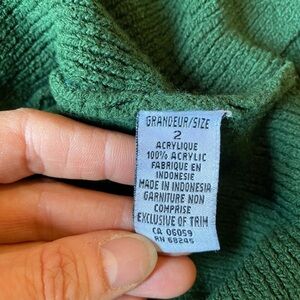 GRANDEUR/SIZE
2
ACRYLIQUE
100% ACRYLIC
FABRIQUE EN
INDONESIE
MADE IN INDONESIA
GARNITURE NON
COMPRISE
EXCLUSIVE OF TRIM
CA 06059
RN 68245